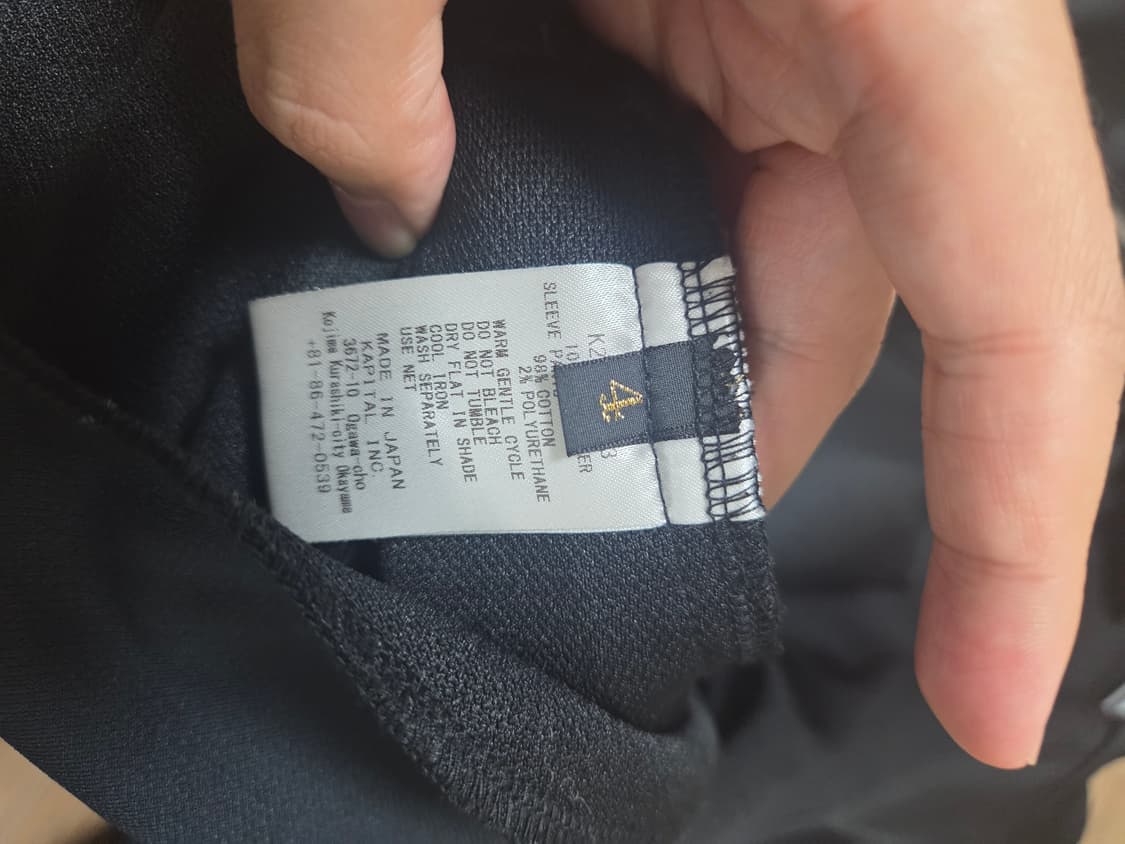 4
SLEEVE
98% COTTON
2% POLYURETHANE
WARM GENTLE CYCLE
DO NOT BLEACH
DO NOT TUMBLE
DRY FLAT IN SHADE
COOL IRON
WASH SEPARATELY
USE NET
MADE IN JAPAN
KAPITAL INC.
3672-10 Ogawa-cho
Kojima Kurashiki-city Okayama
+81-86-472-0539